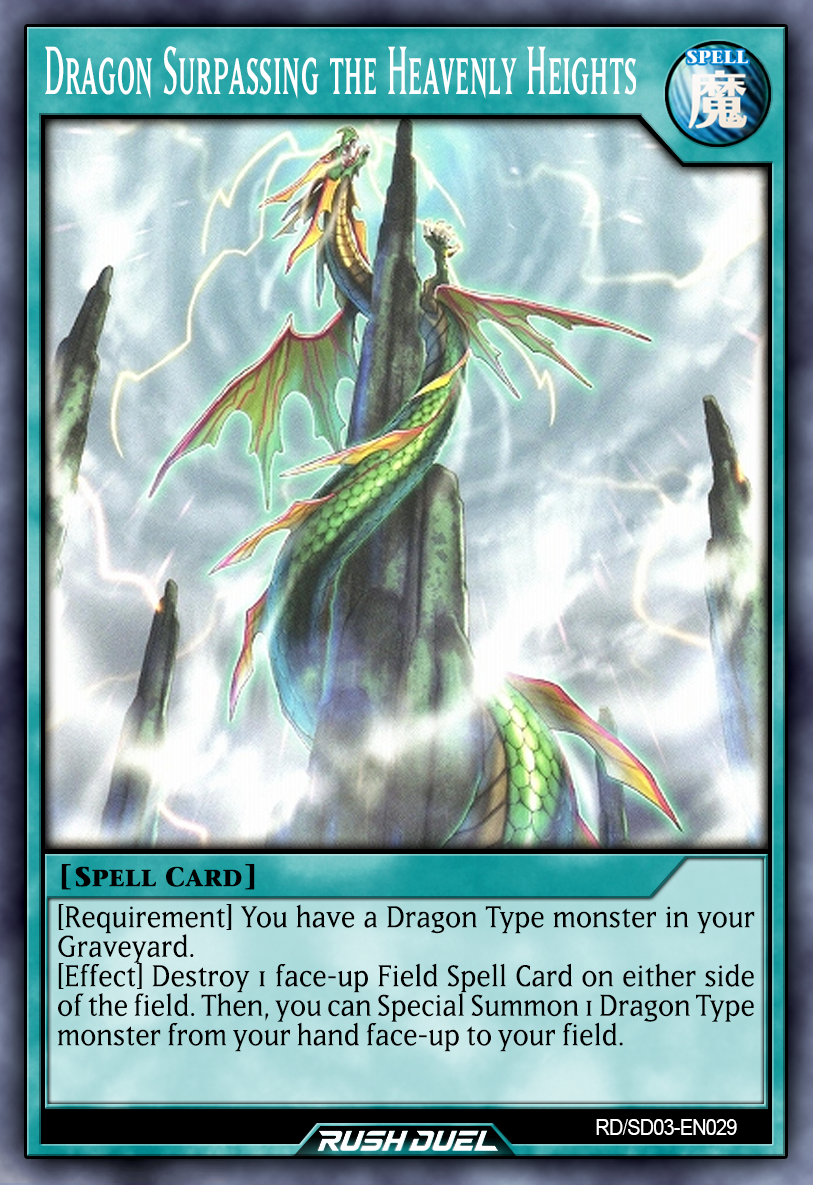 Dragon Surpassing the Heavenly Heights
SPELL
魔
[Spell Card]
[Requirement] You have a Dragon Type monster in your
Graveyard.
[Effect] Destroy 1 face-up Field Spell Card on either side
of the field. Then, you can Special Summon 1 Dragon Type
monster from your hand face-up to your field.
RD/SD03-EN029
RUSH DUEL